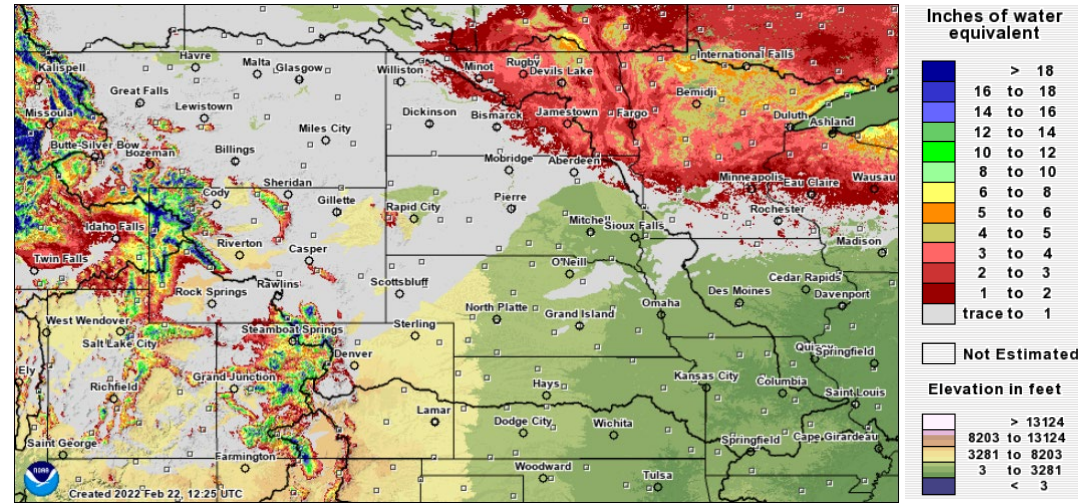 Inches of water
equivalent
> 18
16 to 18
14 to 16
12 to 14
10 to 12
8 to 10
6 to 8
5 to 6
4 to 5
3 to 4
2 to 3
1 to 2
trace to 1
Not Estimated
Elevation in feet
> 13124
8203 to 13124
3281 to 8203
3 to 3281
< 3
Kalispell
Havre
Malta
Glasgow
Williston
Minot
Rugby
Devils Lake
International Falls
Great Falls
Bemidji
Missoula
Lewistown
Dickinson
Bismarck
Jamestown
Fargo
Duluth
Ashland
Miles City
Butte-Silver Bow
Bozeman
Billings
Mobridge
Aberdeen
Minneapolis
Eau Claire
Wausau
Cody
Sheridan
Gillette
Rapid City
Pierre
Rochester
Idaho Falls
Mitchell
Sioux Falls
Riverton
Casper
Madison
Twin Falls
O'Neill
Rock Springs
Rawlins
Scottsbluff
Cedar Rapids
Des Moines
Davenport
North Platte
Omaha
West Wendover
Grand Island
Steamboat Springs
Sterling
Salt Lake City
Denver
Springfield
Ely
Grand Junction
Richfield
Hays
Kansas City
Columbia
Saint Louis
Lamar
Dodge City
Wichita
Saint George
Springfield
Cape Girardeau
Farmington
Woodward
Tulsa
NOAA
Created 2022 Feb 22, 12:25 UTC